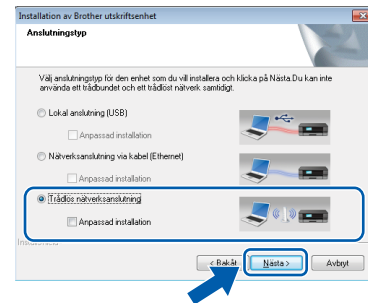 Installation av Brother utskriftsenhet
Anslutningstyp
Välj anslutningstyp för den enhet som du vill installera och klicka på Nästa.Du kan inte
använda ett trådbundet och ett trådlöst nätverk samtidigt.
Lokal anslutning (USB)
Anpassad installation
Nätverksanslutning via kabel (Ethernet)
Anpassad installation
Trådlös nätverksanslutning
Anpassad installation
InstallShield
< Bakåt Nästa > Avbryt